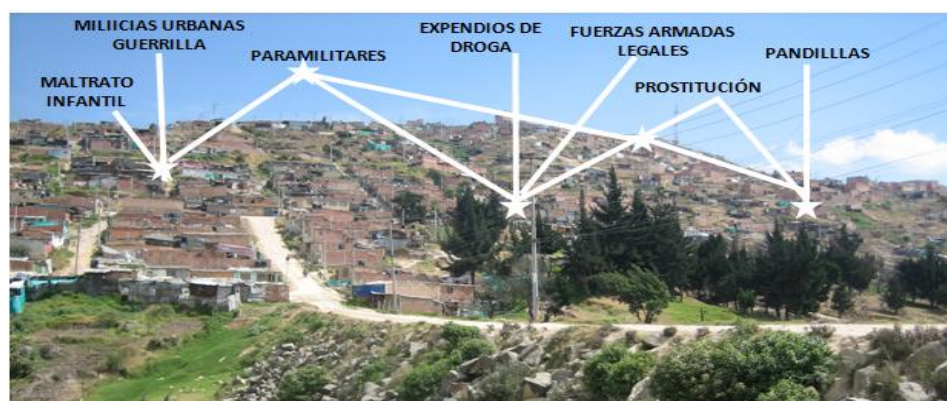 MILIICIAS URBANAS
GUERRILLA
PARAMILITARES
EXPENDIOS DE
DROGA
FUERZAS ARMADAS
LEGALES
PANDILLLAS
MALTRATO
INFANTIL
PROSTITUCIÓN